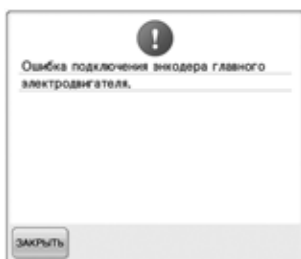 Ошибка подключения энкодера главного
электродвигателя.
ЗАКРЫТЬ